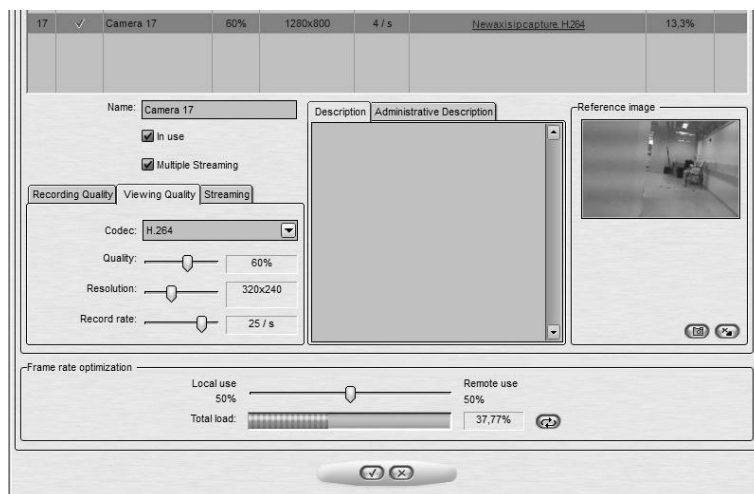 17 Camera 17 60% 1280x800 4 / s Newaxisipcapture. H264 13,3%
Name: Camera 17
In use
Multiple Streaming
Recording Quality Viewing Quality Streaming
Codec: H.264
Quality: 60%
Resolution: 320x240
Record rate: 25 / s
Description Administrative Description
Reference image
Frame rate optimization
Local use
50%
Remote use
50%
Total load: 37,77%